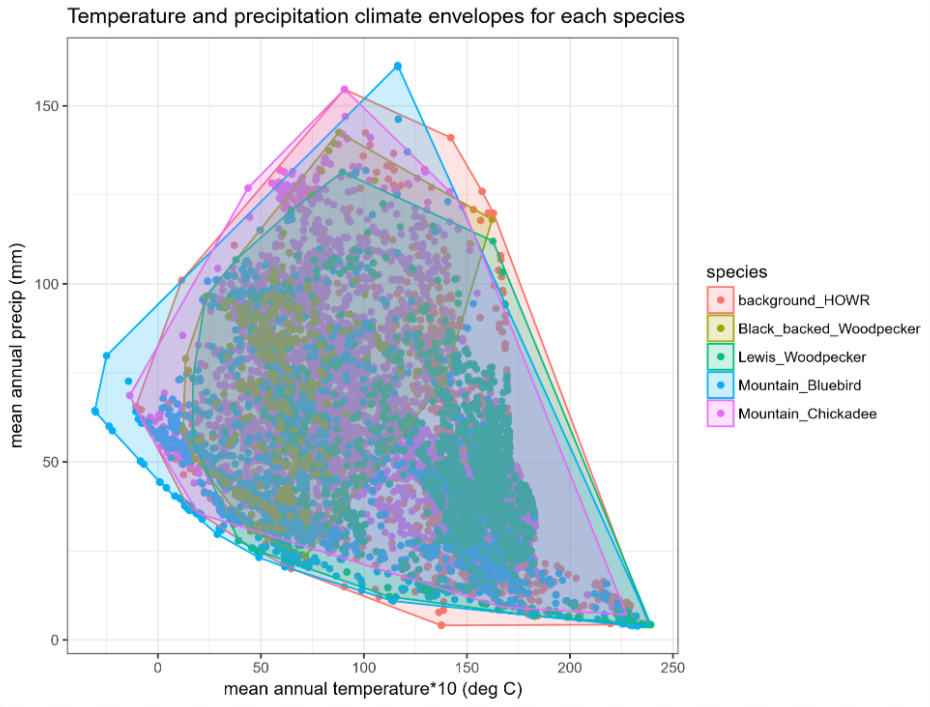 Temperature and precipitation climate envelopes for each species
mean annual precip (mm)
150
100
50
0
0
50
100
150
200
250
mean annual temperature*10 (deg C)
species
background_HOWR
Black_backed_Woodpecker
Lewis_Woodpecker
Mountain_Bluebird
Mountain_Chickadee